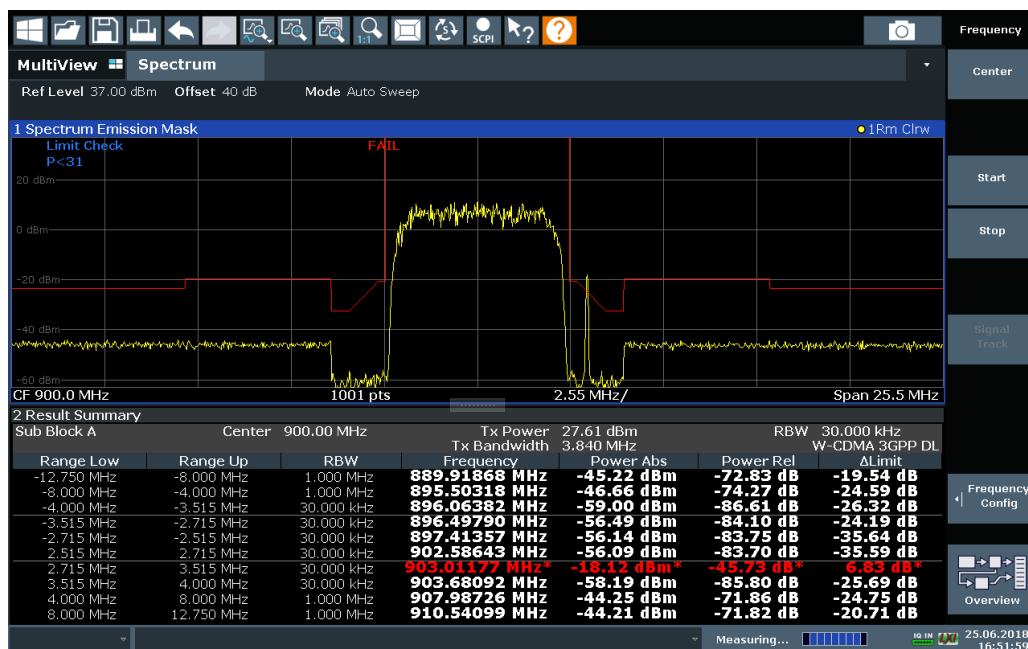 1:1
SCPI
Frequency
MultiView
Spectrum
Center
Ref Level 37.00 dBm Offset 40 dB Mode Auto Sweep
1 Spectrum Emission Mask 1Rm Clrw
Limit Check FAIL
P<31
20 dBm
Start
0 dBm
Stop
-20 dBm
-40 dBm
Signal
Track
-60 dBm
CF 900.0 MHz 1001 pts 2.55 MHz/ Span 25.5 MHz
2 Result Summary
Sub Block A Center 900.00 MHz Tx Power 27.61 dBm RBW 30.000 kHz
Tx Bandwidth 3.840 MHz W-CDMA 3GPP DL
Range Low Range Up RBW Frequency Power Abs Power Rel ΔLimit
-12.750 MHz -8.000 MHz 1.000 MHz 889.91868 MHz -45.22 dBm -72.83 dB -19.54 dB
-8.000 MHz -4.000 MHz 1.000 MHz 895.50318 MHz -46.66 dBm -74.27 dB -24.59 dB
-4.000 MHz -3.515 MHz 30.000 kHz 896.06382 MHz -59.00 dBm -86.61 dB -26.32 dB
-3.515 MHz -2.715 MHz 30.000 kHz 896.49790 MHz -56.49 dBm -84.10 dB -24.19 dB
-2.715 MHz -2.515 MHz 30.000 kHz 897.41357 MHz -56.14 dBm -83.75 dB -35.64 dB
2.515 MHz 2.715 MHz 30.000 kHz 902.58643 MHz -56.09 dBm -83.70 dB -35.59 dB
2.715 MHz 3.515 MHz 30.000 kHz 903.01177 MHz* -18.12 dBm* -45.73 dB* 6.83 dB*
3.515 MHz 4.000 MHz 30.000 kHz 903.68092 MHz -58.19 dBm -85.80 dB -25.69 dB
4.000 MHz 8.000 MHz 1.000 MHz 907.98726 MHz -44.25 dBm -71.86 dB -24.75 dB
8.000 MHz 12.750 MHz 1.000 MHz 910.54099 MHz -44.21 dBm -71.82 dB -20.71 dB
Frequency
Config
Overview
Measuring...
IQ IN
LXI
25.06.2018
16:51:59